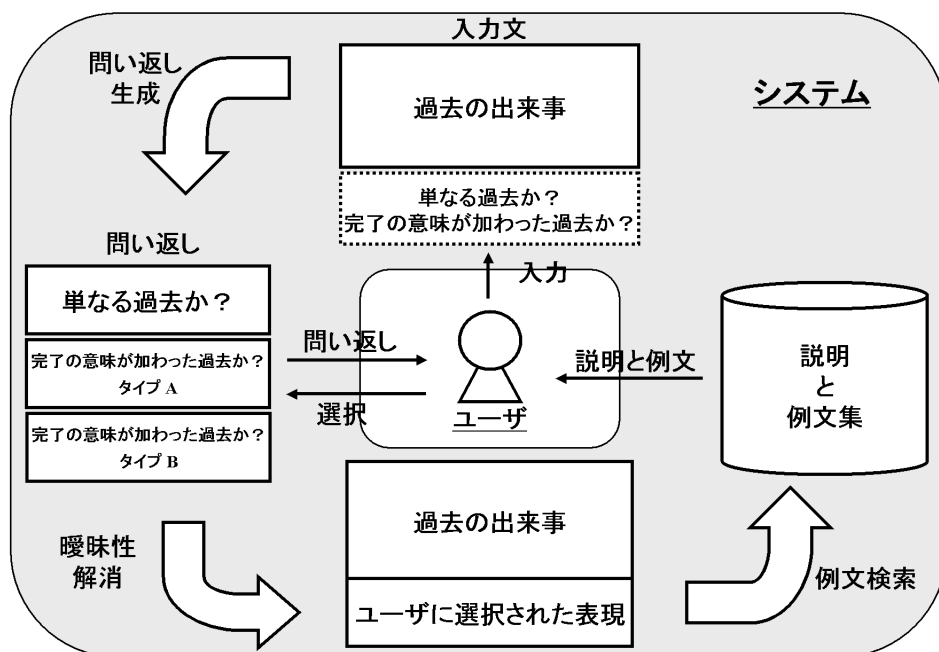 入力文
問い返し
生成
過去の出来事
システム
単なる過去か？
完了の意味が加わった過去か？
問い返し
入力
単なる過去か？
完了の意味が加わった過去か？
タイプ A
完了の意味が加わった過去か？
タイプ B
問い返し
選択
ユーザ
説明と例文
説明
と
例文集
過去の出来事
ユーザに選択された表現
曖昧性
解消
例文検索